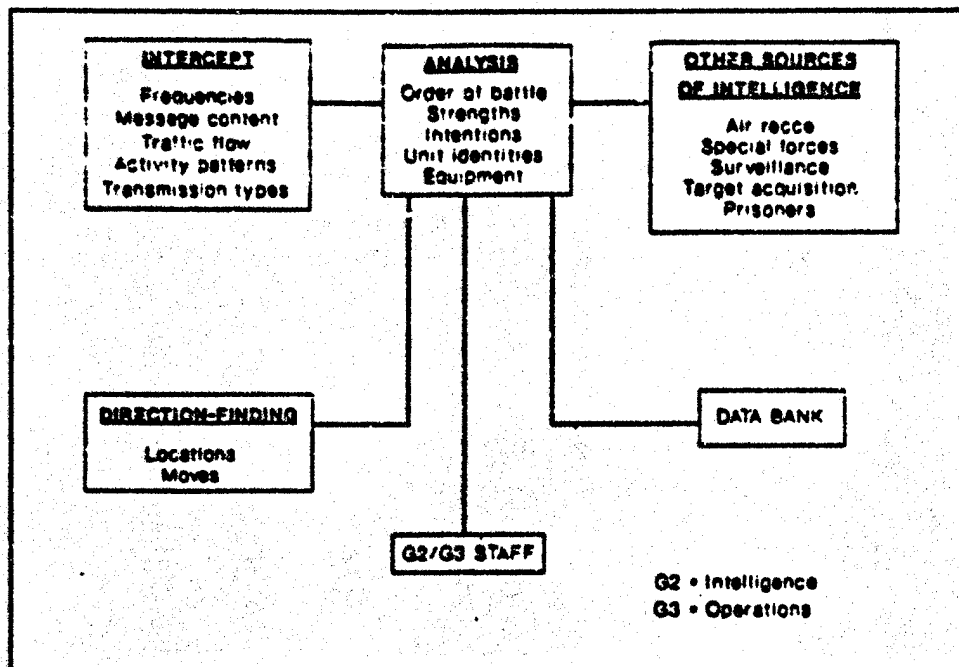 INTERCEPT
Frequencies
Message content
Traffic flow
Activity patterns
Transmission types
ANALYSIS
Order of battle
Strengths
Intentions
Unit identities
Equipment
OTHER SOURCES
OF INTELLIGENCE
Air recce
Special forces
Surveillance
Target acquisition
Prisoners
DIRECTION-FINDING
Locations
Moves
DATA BANK
G2/G3 STAFF
G2 = Intelligence
G3 = Operations